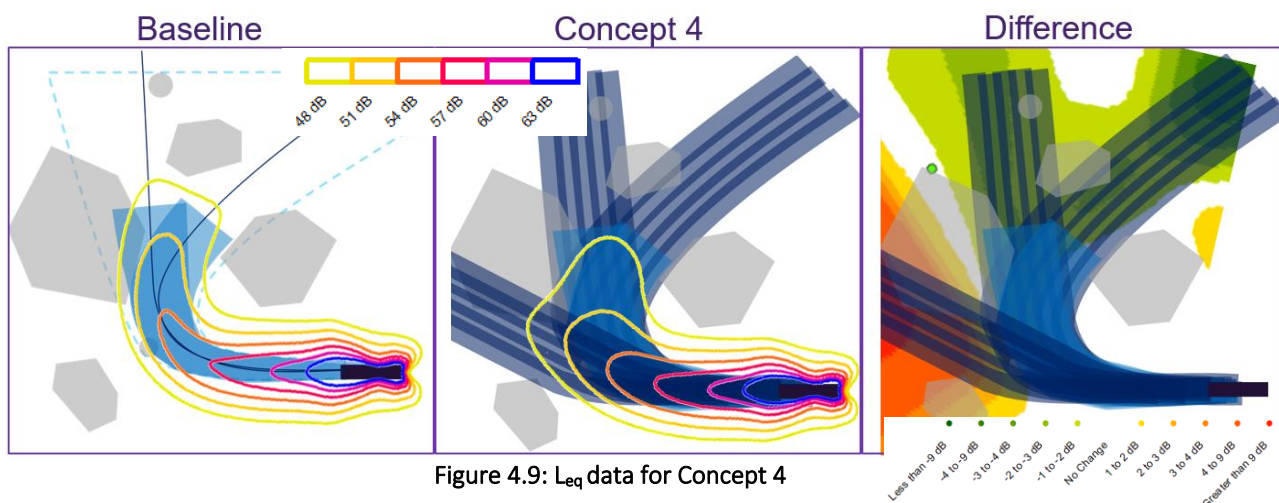 Baseline
Concept 4
Difference
48 dB
51 dB
54 dB
57 dB
60 dB
63 dB
Less than -9 dB
-4 to -9 dB
-3 to -4 dB
-2 to -3 dB
-1 to -2 dB
No Change
1 to 2 dB
2 to 3 dB
3 to 4 dB
4 to 9 dB
Greater than 9 dB
Figure 4.9: Leq data for Concept 4